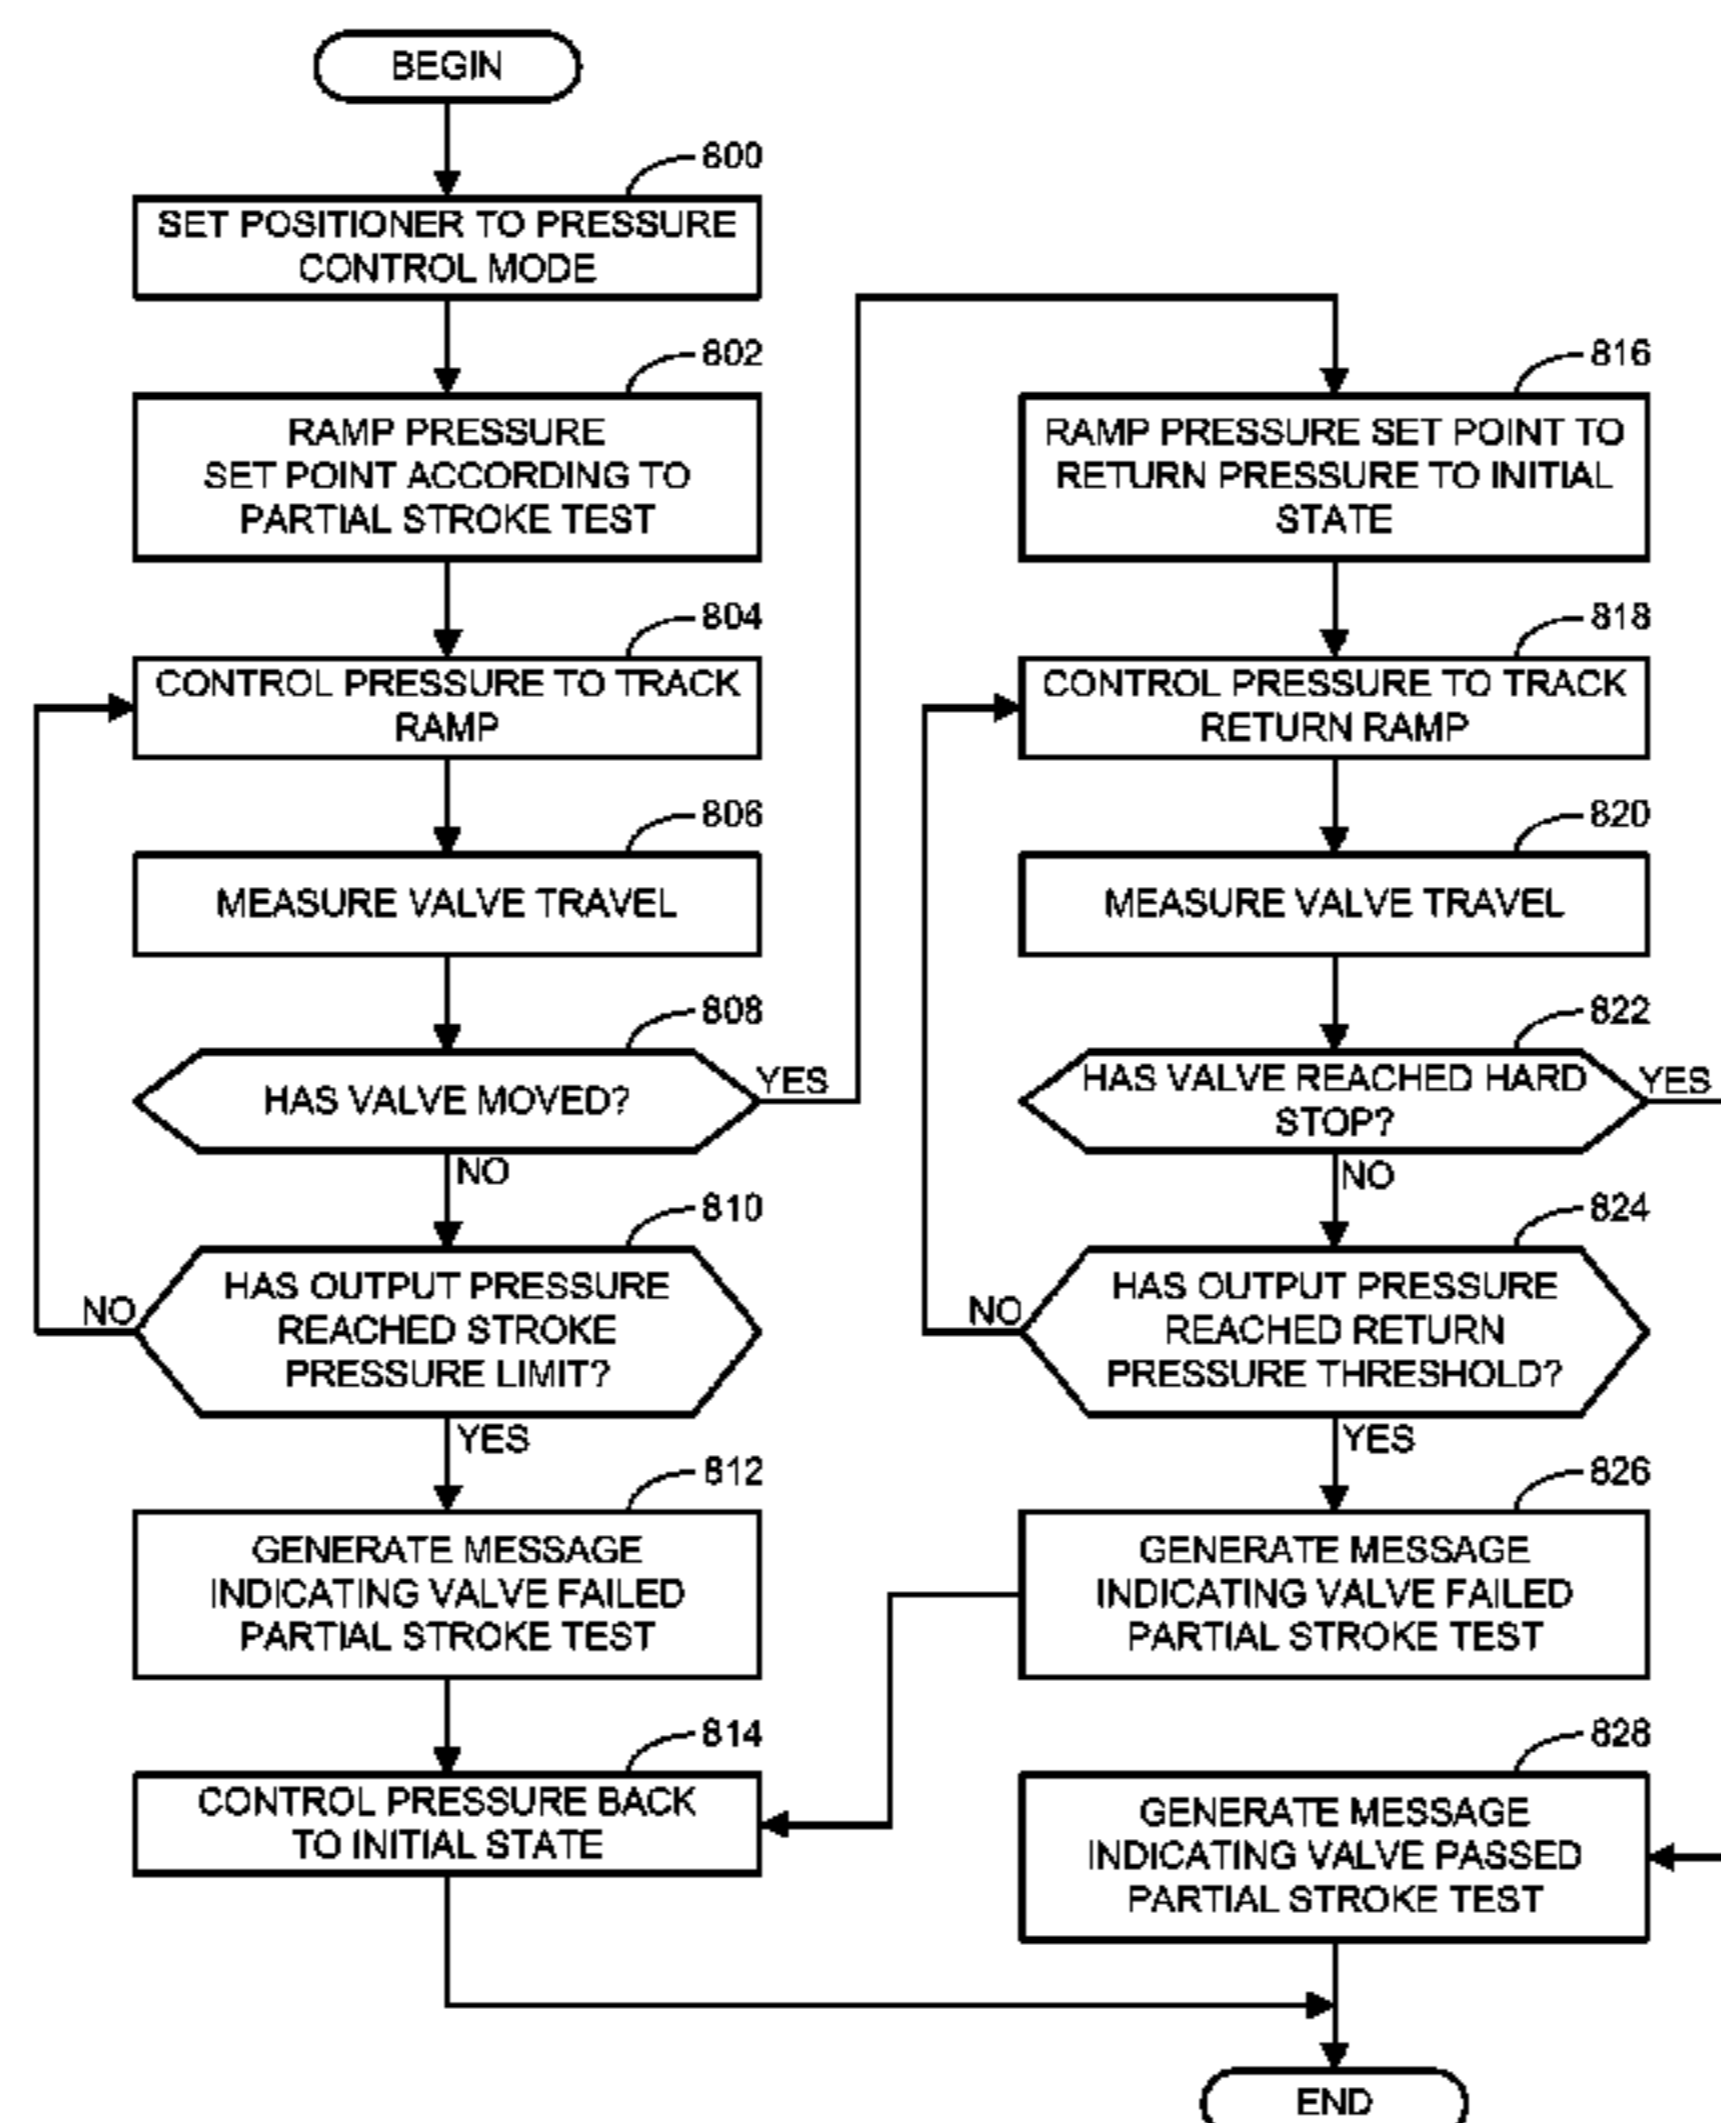 BEGIN
800
SET POSITIONER TO PRESSURE
CONTROL MODE
802
RAMP PRESSURE
SET POINT ACCORDING TO
PARTIAL STROKE TEST
804
CONTROL PRESSURE TO TRACK
RAMP
806
MEASURE VALVE TRAVEL
808
HAS VALVE MOVED?
YES
NO
810
HAS OUTPUT PRESSURE
REACHED STROKE
PRESSURE LIMIT?
NO
YES
812
GENERATE MESSAGE
INDICATING VALVE FAILED
PARTIAL STROKE TEST
814
CONTROL PRESSURE BACK
TO INITIAL STATE
816
RAMP PRESSURE SET POINT TO
RETURN PRESSURE TO INITIAL
STATE
818
CONTROL PRESSURE TO TRACK
RETURN RAMP
820
MEASURE VALVE TRAVEL
822
HAS VALVE REACHED HARD
STOP?
YES
NO
824
HAS OUTPUT PRESSURE
REACHED RETURN
PRESSURE THRESHOLD?
NO
YES
826
GENERATE MESSAGE
INDICATING VALVE FAILED
PARTIAL STROKE TEST
828
GENERATE MESSAGE
INDICATING VALVE PASSED
PARTIAL STROKE TEST
END